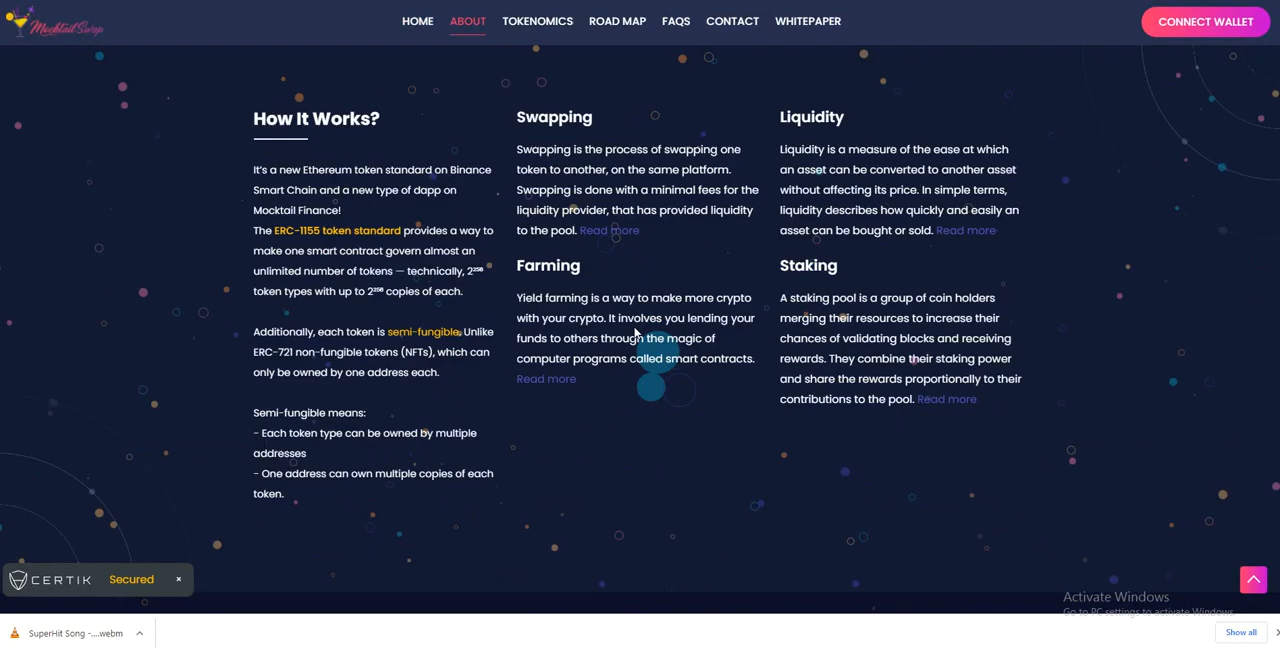 Mocktail Swap
HOME ABOUT TOKENOMICS ROAD MAP FAQS CONTACT WHITEPAPER
CONNECT WALLET
How It Works?
It's a new Ethereum token standard on Binance
Smart Chain and a new type of dapp on
Mocktail Finance!
The ERC-1155 token standard provides a way to
make one smart contract govern almost an
unlimited number of tokens — technically, 2²⁵⁶
token types with up to 2²⁵⁶ copies of each.
Additionally, each token is semi-fungible. Unlike
ERC-721 non-fungible tokens (NFTs), which can
only be owned by one address each.
Semi-fungible means:
- Each token type can be owned by multiple
addresses
- One address can own multiple copies of each
token.
Swapping
Swapping is the process of swapping one
token to another, on the same platform.
Swapping is done with a minimal fees for the
liquidity provider, that has provided liquidity
to the pool. Read more
Farming
Yield farming is a way to make more crypto
with your crypto. It involves you lending your
funds to others through the magic of
computer programs called smart contracts.
Read more
Liquidity
Liquidity is a measure of the ease at which
an asset can be converted to another asset
without affecting its price. In simple terms,
liquidity describes how quickly and easily an
asset can be bought or sold. Read more
Staking
A staking pool is a group of coin holders
merging their resources to increase their
chances of validating blocks and receiving
rewards. They combine their staking power
and share the rewards proportionally to their
contributions to the pool. Read more
CERTIK Secured ×
Activate Windows
Go to PC settings to activate Windows.
SuperHit Song -....webm
Show all